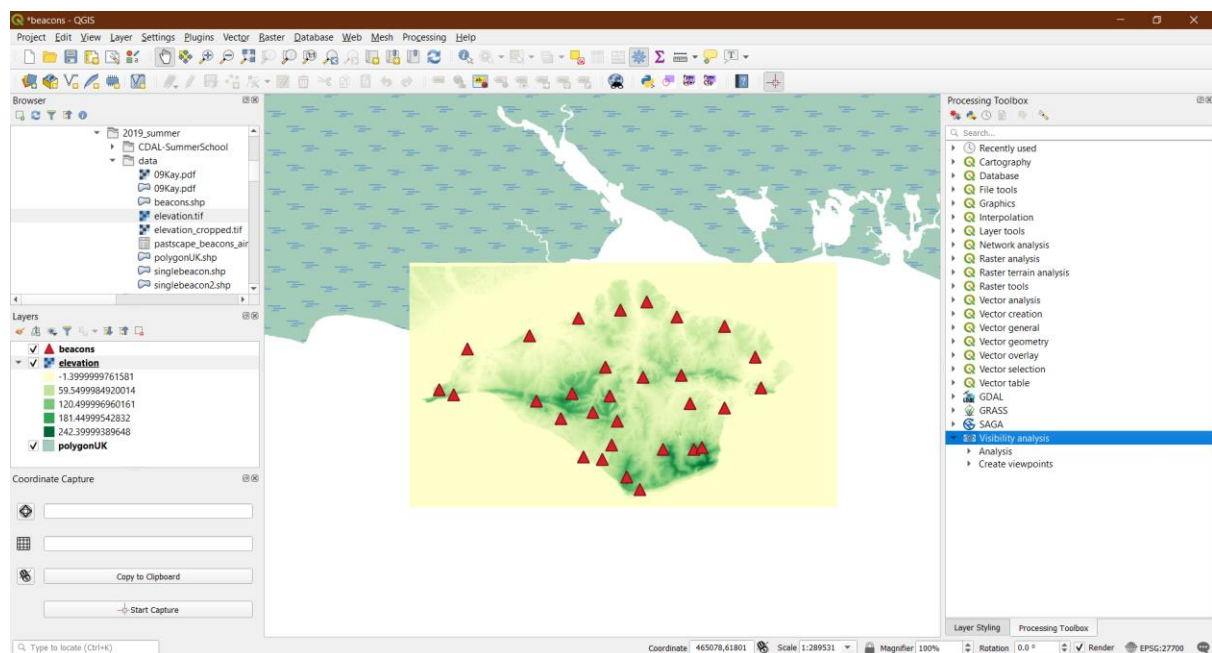 *beacons - QGIS
Project Edit View Layer Settings Plugins Vector Raster Database Web Mesh Processing Help
Browser
2019_summer
CDAL-SummerSchool
data
09Kay.pdf
09Kay.pdf
beacons.shp
elevation.tif
elevation_cropped.tif
pastscape_beacons_air
polygonUK.shp
singlebeacon.shp
singlebeacon2.shp
Layers
beacons
elevation
-1.3999999761581
59.5499984920014
120.499996960161
181.44999542832
242.39999389648
polygonUK
Coordinate Capture
Copy to Clipboard
Start Capture
Processing Toolbox
Search...
Recently used
Cartography
Database
File tools
Graphics
Interpolation
Layer tools
Network analysis
Raster analysis
Raster terrain analysis
Raster tools
Vector analysis
Vector creation
Vector general
Vector geometry
Vector overlay
Vector selection
Vector table
GDAL
GRASS
SAGA
Visibility analysis
Analysis
Create viewpoints
Layer Styling Processing Toolbox
Type to locate (Ctrl+K) Coordinate 465078,61801 Scale 1:289531 Magnifier 100% Rotation 0.0 ° Render EPSG:27700